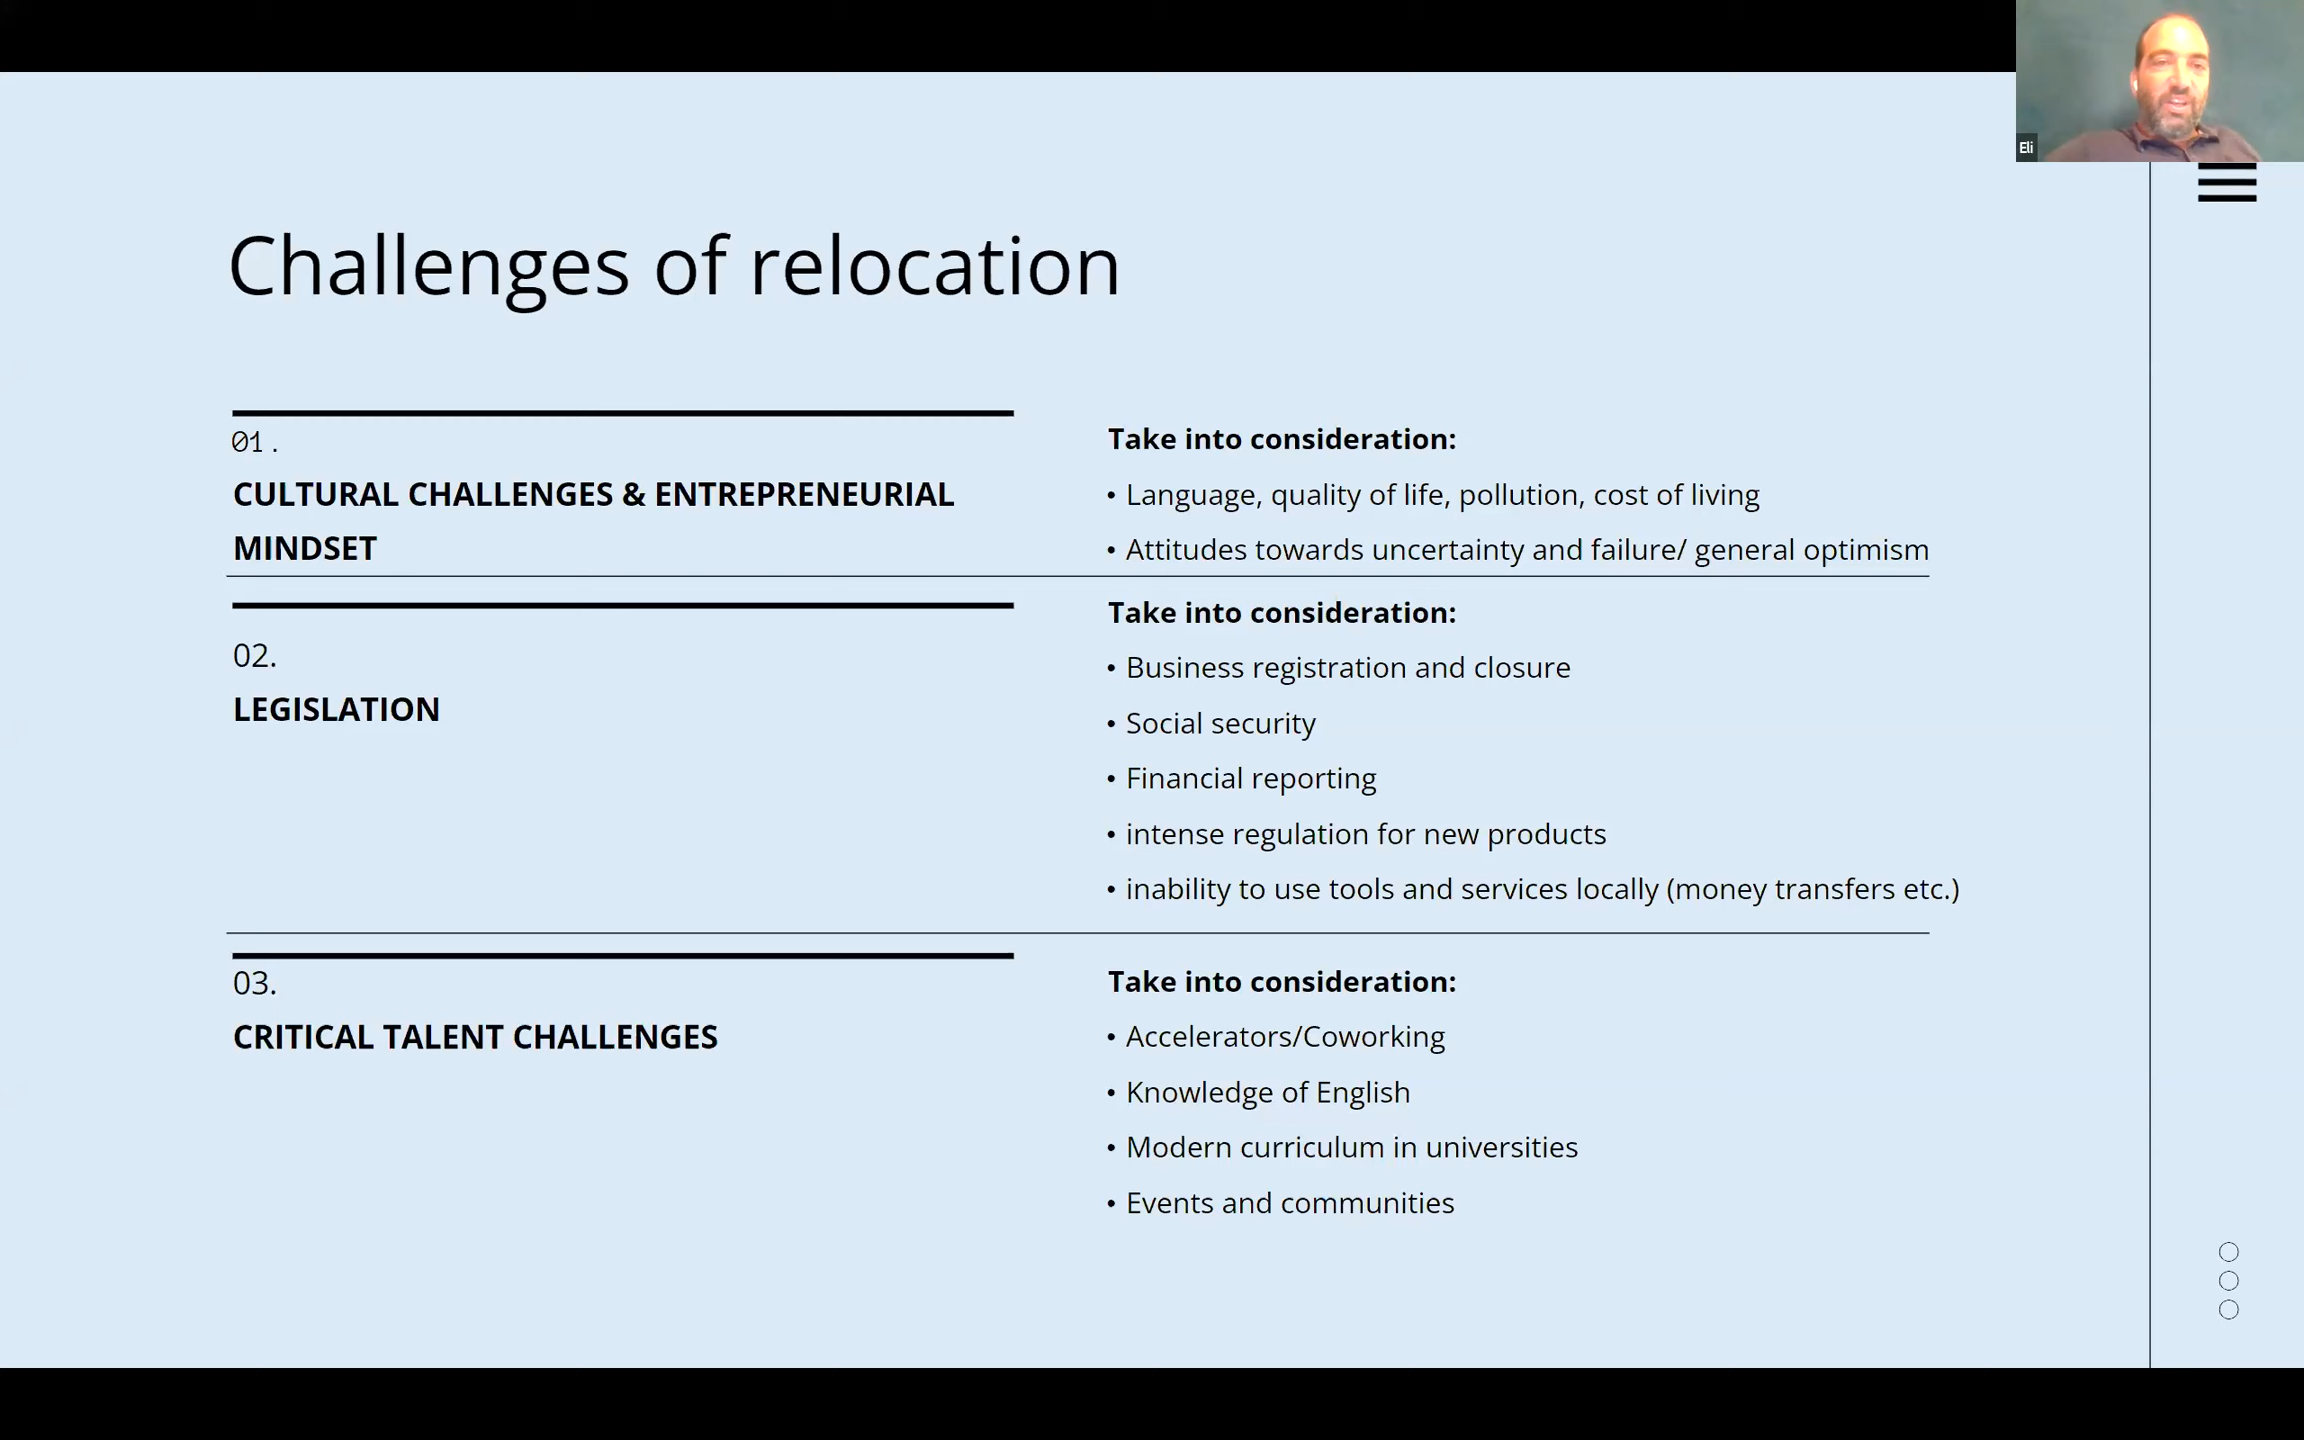 Eli
Challenges of relocation
01.
CULTURAL CHALLENGES & ENTREPRENEURIAL
MINDSET
Take into consideration:
• Language, quality of life, pollution, cost of living
• Attitudes towards uncertainty and failure/ general optimism
02.
LEGISLATION
Take into consideration:
• Business registration and closure
• Social security
• Financial reporting
• intense regulation for new products
• inability to use tools and services locally (money transfers etc.)
03.
CRITICAL TALENT CHALLENGES
Take into consideration:
• Accelerators/Coworking
• Knowledge of English
• Modern curriculum in universities
• Events and communities